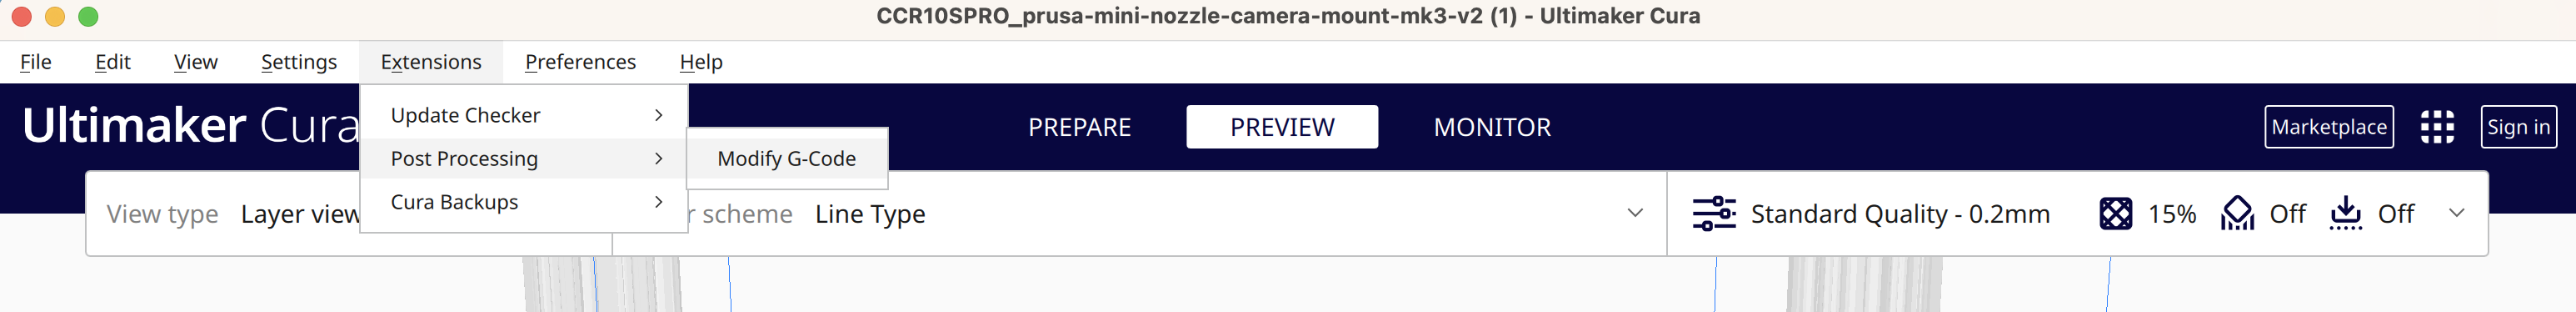 CCR10SPRO_prusa-mini-nozzle-camera-mount-mk3-v2 (1) - Ultimaker Cura
File Edit View Settings Extensions Preferences Help
Ultimaker Cura
Update Checker
Post Processing
Cura Backups
Modify G-Code
PREPARE PREVIEW MONITOR
Marketplace Sign in
View type Layer view
r scheme Line Type
Standard Quality - 0.2mm 15% Off Off